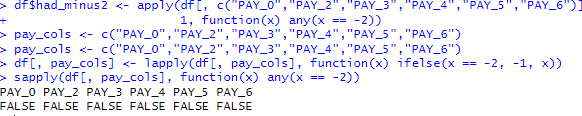 > df$had_minus2 <- apply(df[, c("PAY_0","PAY_2","PAY_3","PAY_4","PAY_5","PAY_6")]
+                        1, function(x) any(x == -2))
> pay_cols <- c("PAY_0","PAY_2","PAY_3","PAY_4","PAY_5","PAY_6")
> pay_cols <- c("PAY_0","PAY_2","PAY_3","PAY_4","PAY_5","PAY_6")
> df[, pay_cols] <- lapply(df[, pay_cols], function(x) ifelse(x == -2, -1, x))
> sapply(df[, pay_cols], function(x) any(x == -2))
PAY_0 PAY_2 PAY_3 PAY_4 PAY_5 PAY_6
FALSE FALSE FALSE FALSE FALSE FALSE